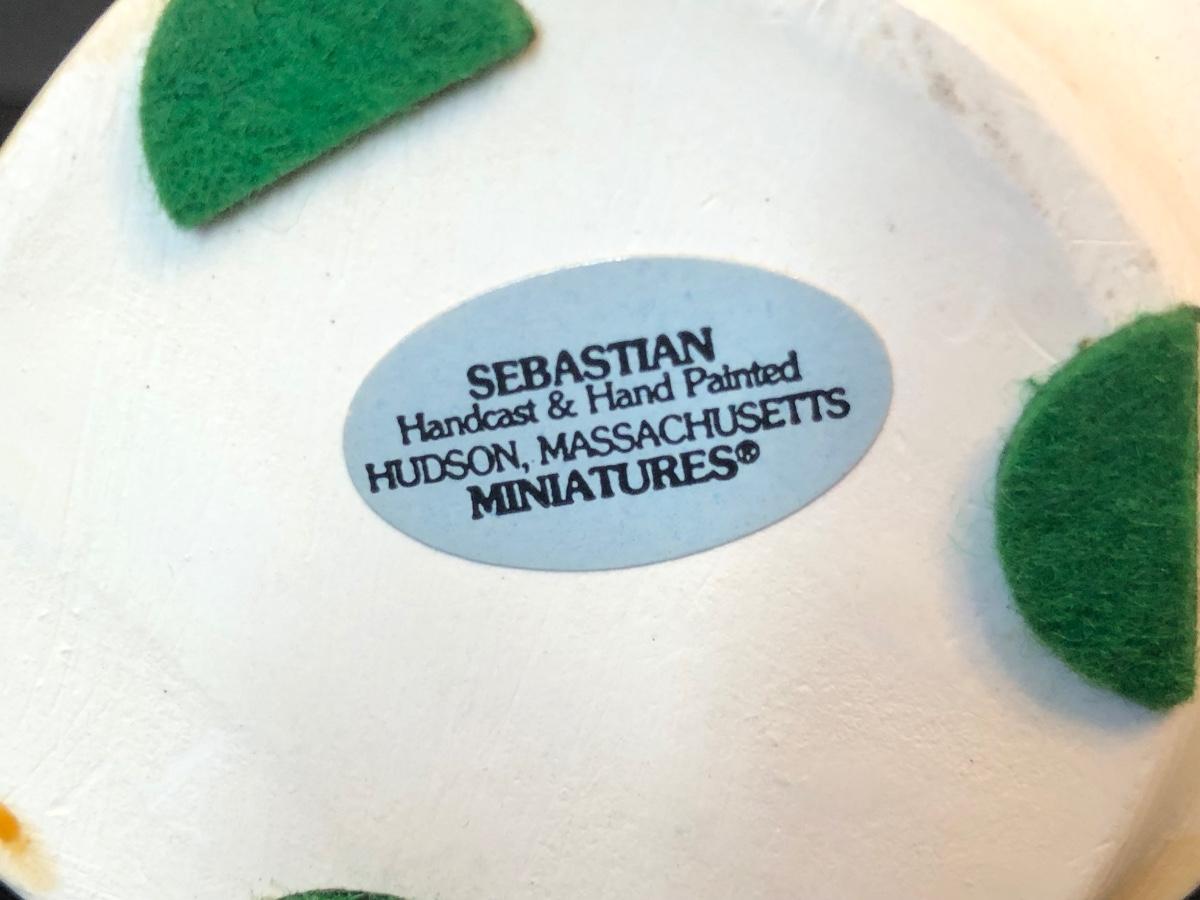 SEBASTIAN
Handcast & Hand Painted
HUDSON, MASSACHUSETTS
MINIATURES®